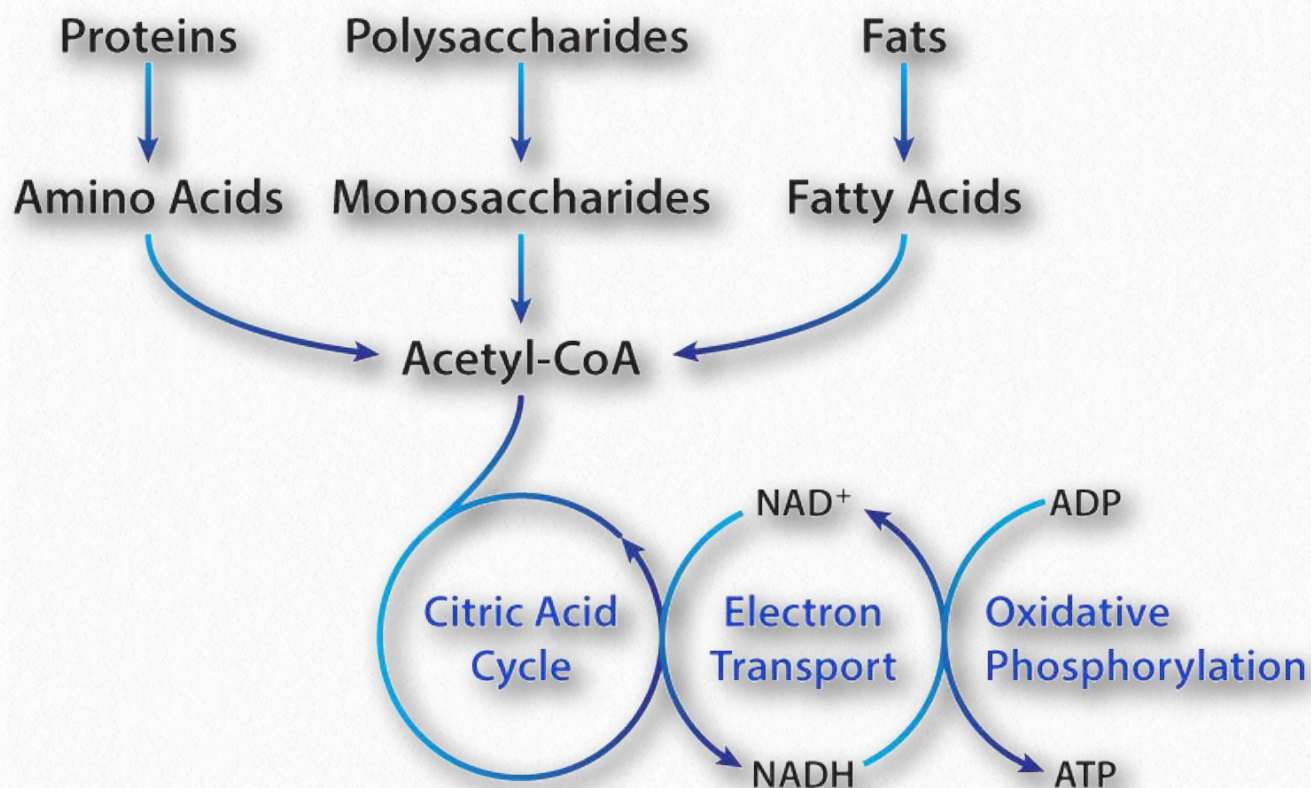 Proteins
Polysaccharides
Fats
Amino Acids
Monosaccharides
Fatty Acids
Acetyl-CoA
NAD⁺
ADP
Citric Acid
Cycle
Electron
Transport
Oxidative
Phosphorylation
NADH
ATP